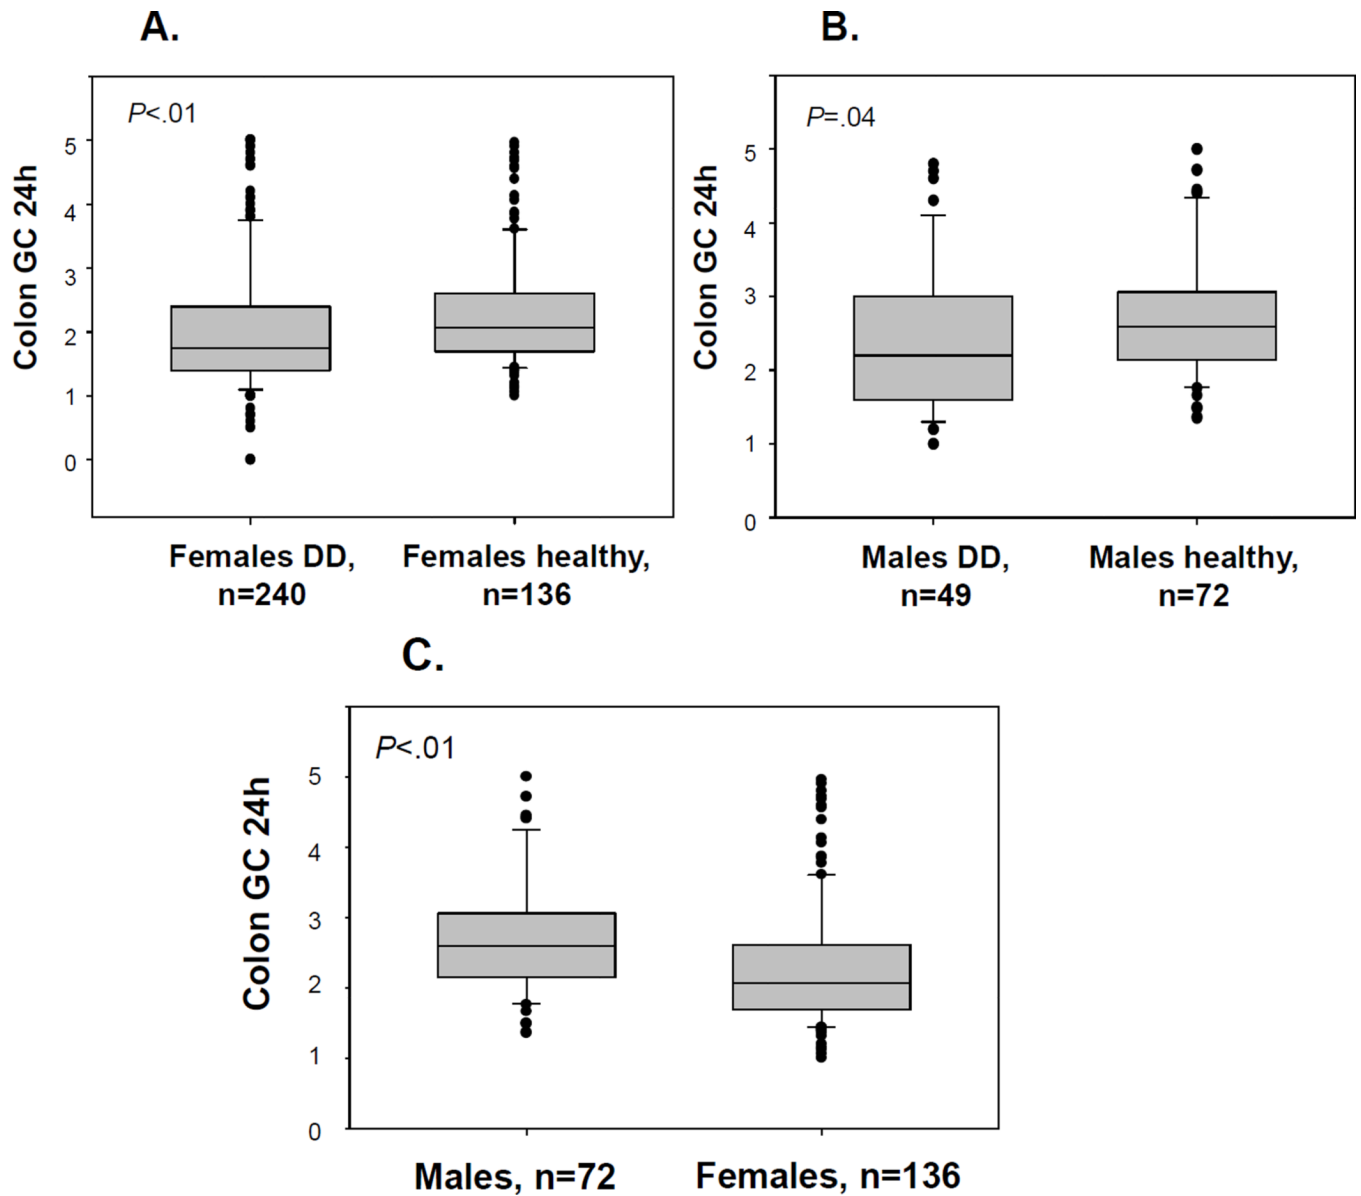 A.
P<.01
Colon GC 24h
5
4
3
2
1
0
Females DD,
n=240
Females healthy,
n=136
B.
P=.04
Colon GC 24h
5
4
3
2
1
0
Males DD,
n=49
Males healthy,
n=72
C.
P<.01
Colon GC 24h
5
4
3
2
1
0
Males, n=72
Females, n=136